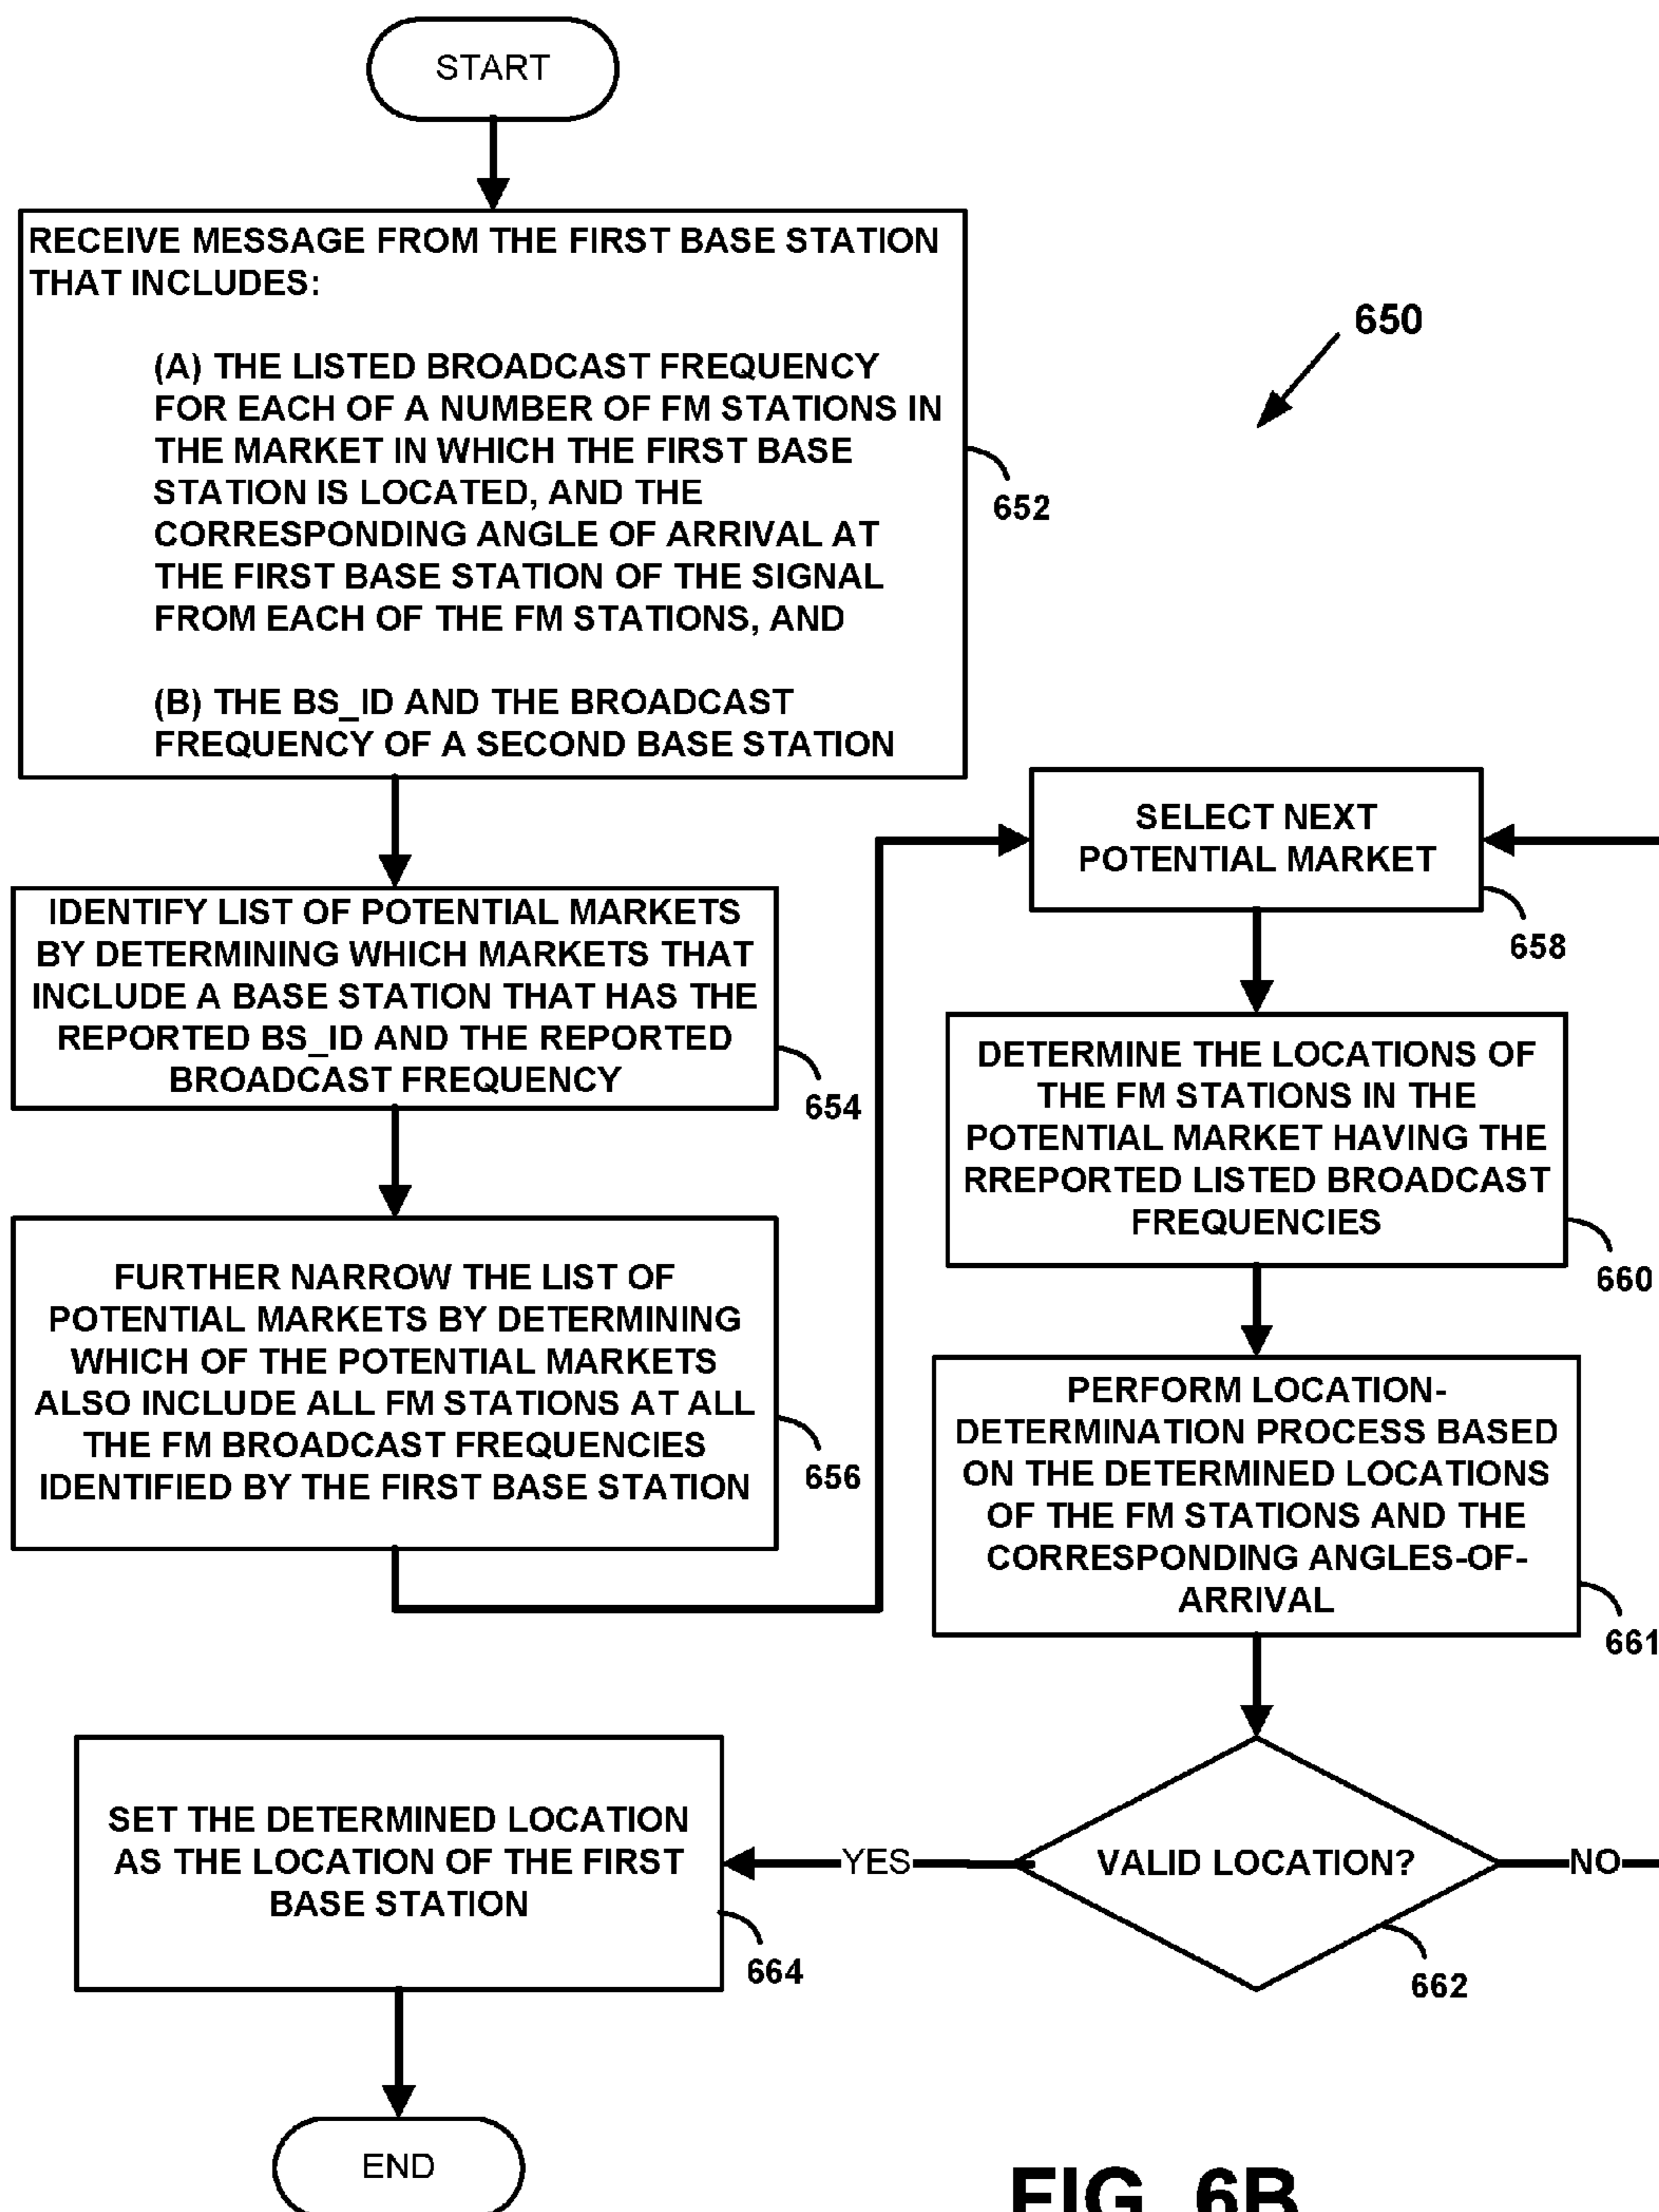 START
RECEIVE MESSAGE FROM THE FIRST BASE STATION
THAT INCLUDES:
(A) THE LISTED BROADCAST FREQUENCY
FOR EACH OF A NUMBER OF FM STATIONS IN
THE MARKET IN WHICH THE FIRST BASE
STATION IS LOCATED, AND THE
CORRESPONDING ANGLE OF ARRIVAL AT
THE FIRST BASE STATION OF THE SIGNAL
FROM EACH OF THE FM STATIONS, AND
(B) THE BS_ID AND THE BROADCAST
FREQUENCY OF A SECOND BASE STATION
652
650
IDENTIFY LIST OF POTENTIAL MARKETS
BY DETERMINING WHICH MARKETS THAT
INCLUDE A BASE STATION THAT HAS THE
REPORTED BS_ID AND THE REPORTED
BROADCAST FREQUENCY
654
FURTHER NARROW THE LIST OF
POTENTIAL MARKETS BY DETERMINING
WHICH OF THE POTENTIAL MARKETS
ALSO INCLUDE ALL FM STATIONS AT ALL
THE FM BROADCAST FREQUENCIES
IDENTIFIED BY THE FIRST BASE STATION
656
SELECT NEXT
POTENTIAL MARKET
658
DETERMINE THE LOCATIONS OF
THE FM STATIONS IN THE
POTENTIAL MARKET HAVING THE
RREPORTED LISTED BROADCAST
FREQUENCIES
660
PERFORM LOCATION-
DETERMINATION PROCESS BASED
ON THE DETERMINED LOCATIONS
OF THE FM STATIONS AND THE
CORRESPONDING ANGLES-OF-
ARRIVAL
661
VALID LOCATION?
662
YES
NO
SET THE DETERMINED LOCATION
AS THE LOCATION OF THE FIRST
BASE STATION
664
END
FIG. 6B